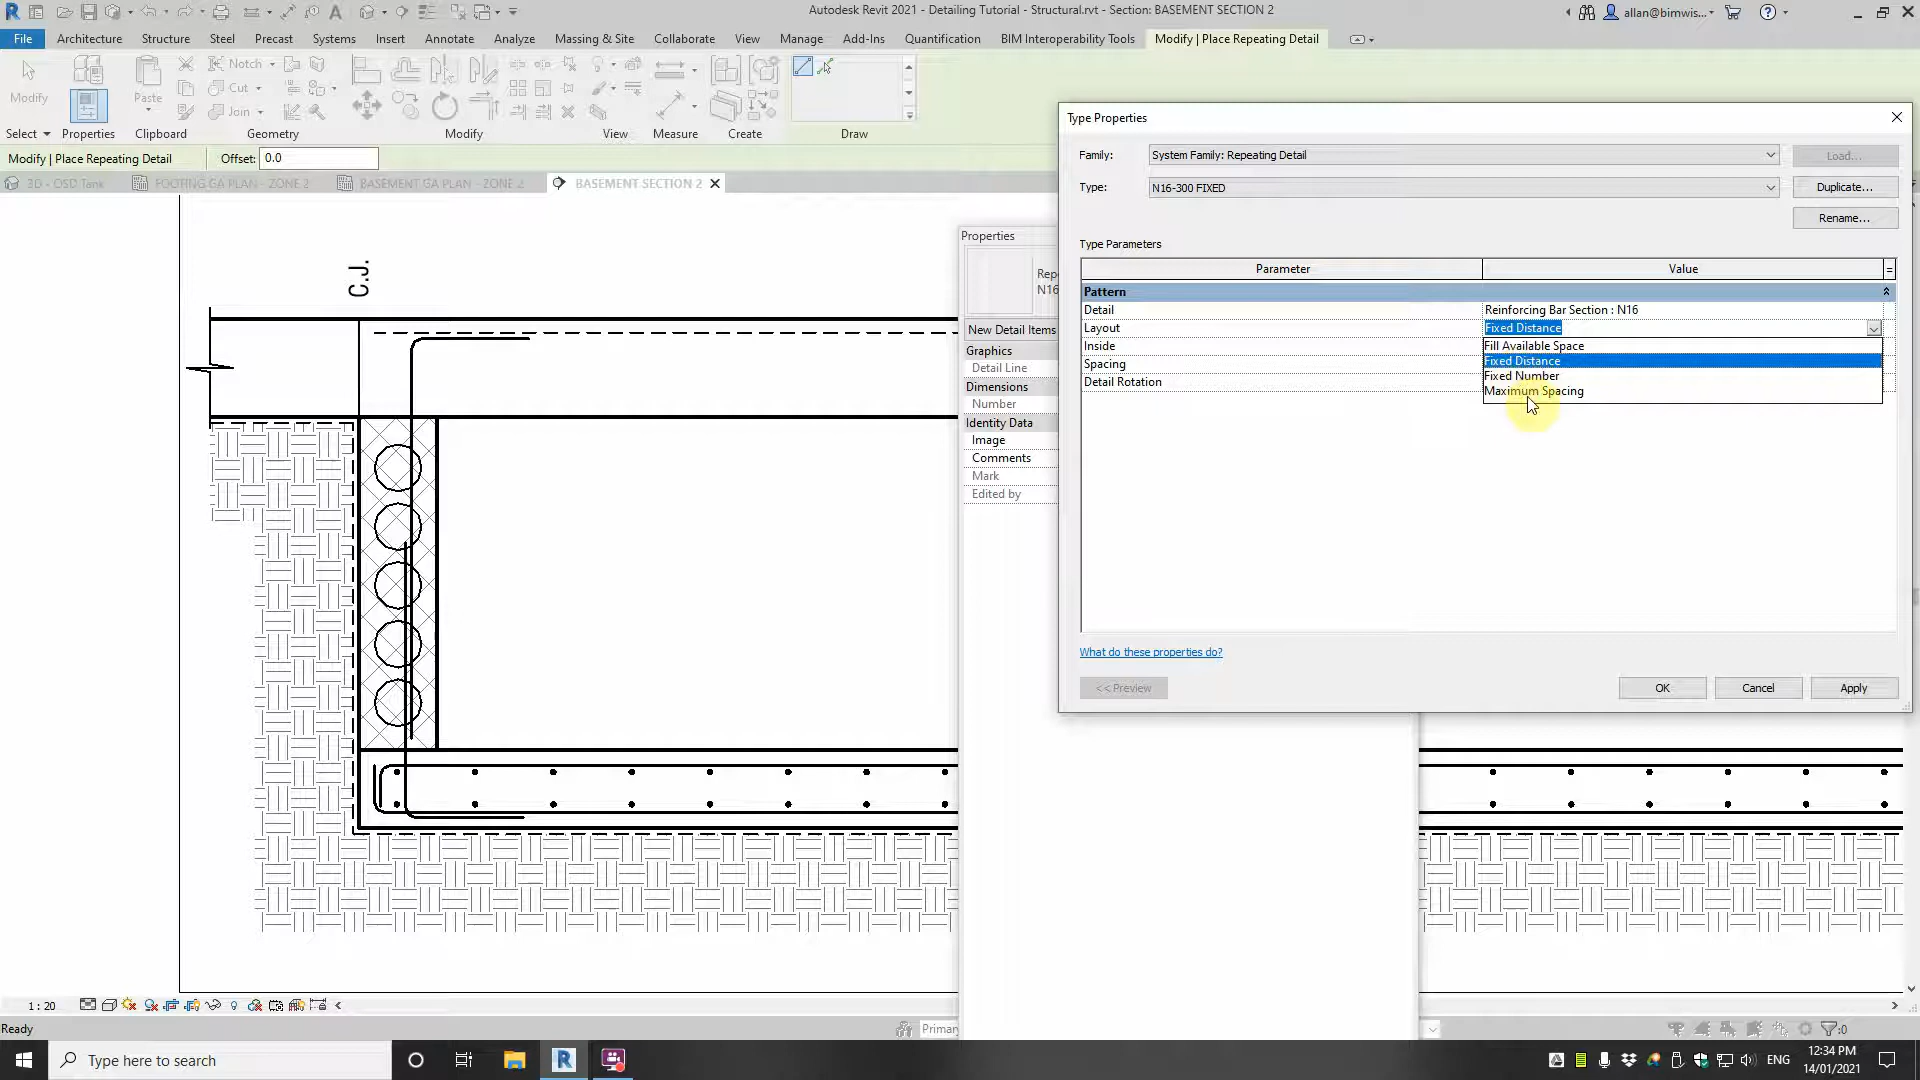 Autodesk Revit 2021 - Detailing Tutorial - Structural.rvt - Section: BASEMENT SECTION 2
allan@bimwis...
File Architecture Structure Steel Precast Systems Insert Annotate Analyze Massing & Site Collaborate View Manage Add-Ins Quantification BIM Interoperability Tools Modify | Place Repeating Detail
Modify
Paste
Notch
Cut
Join
Select Properties Clipboard Geometry Modify View Measure Create Draw
Modify | Place Repeating Detail Offset: 0.0
3D - OSD Tank FOOTING GA PLAN - ZONE 2 BASEMENT GA PLAN - ZONE 2 BASEMENT SECTION 2
C.J.
Properties
Rep
N16
New Detail Items
Graphics
Detail Line
Dimensions
Number
Identity Data
Image
Comments
Mark
Edited by
Type Properties
Family: System Family: Repeating Detail Load...
Type: N16-300 FIXED Duplicate...
Rename...
Type Parameters
Parameter Value =
Pattern
Detail Reinforcing Bar Section : N16
Layout Fixed Distance
Inside
Spacing
Detail Rotation
Fill Available Space
Fixed Distance
Fixed Number
Maximum Spacing
What do these properties do?
<< Preview OK Cancel Apply
1 : 20
Ready
Primary
:0
Type here to search
ENG
12:34 PM
14/01/2021